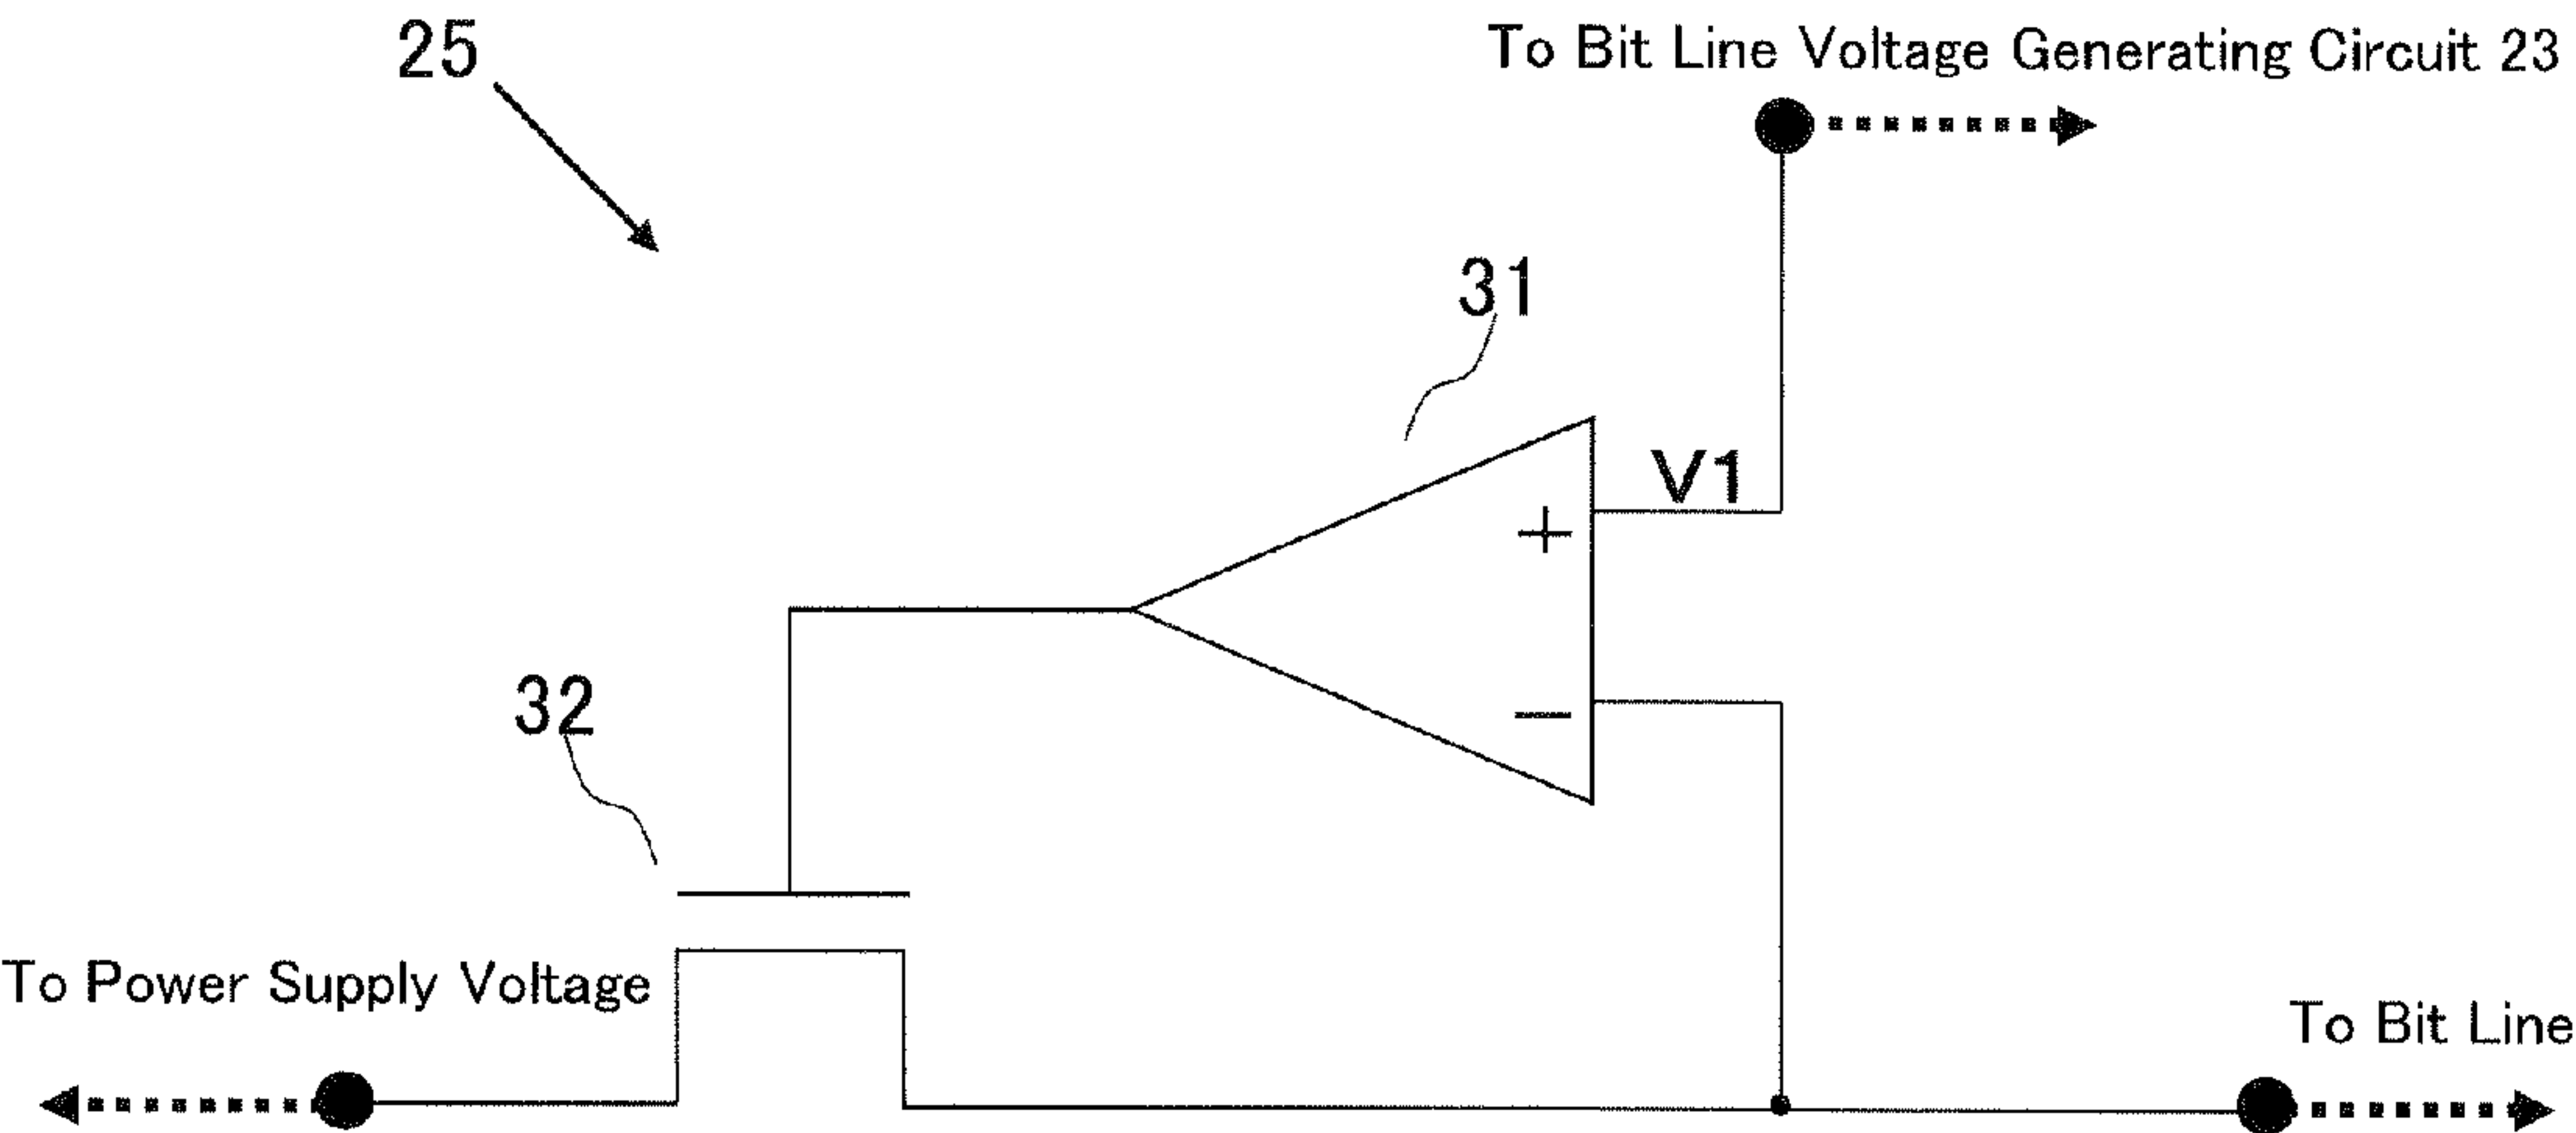 25
To Bit Line Voltage Generating Circuit 23
31
V1
+
32
−
To Power Supply Voltage
To Bit Line